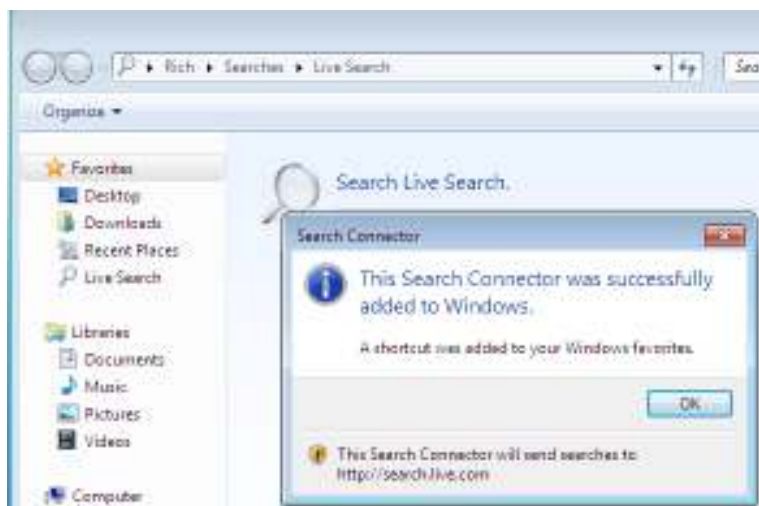 Rich Searches Live Search
Organize
Favorites
Desktop
Downloads
Recent Places
Live Search
Libraries
Documents
Music
Pictures
Videos
Computer
Search Live Search.
Search Connector
This Search Connector was successfully
added to Windows.
A shortcut was added to your Windows favorites.
OK
This Search Connector will send searches to:
http://search.live.com